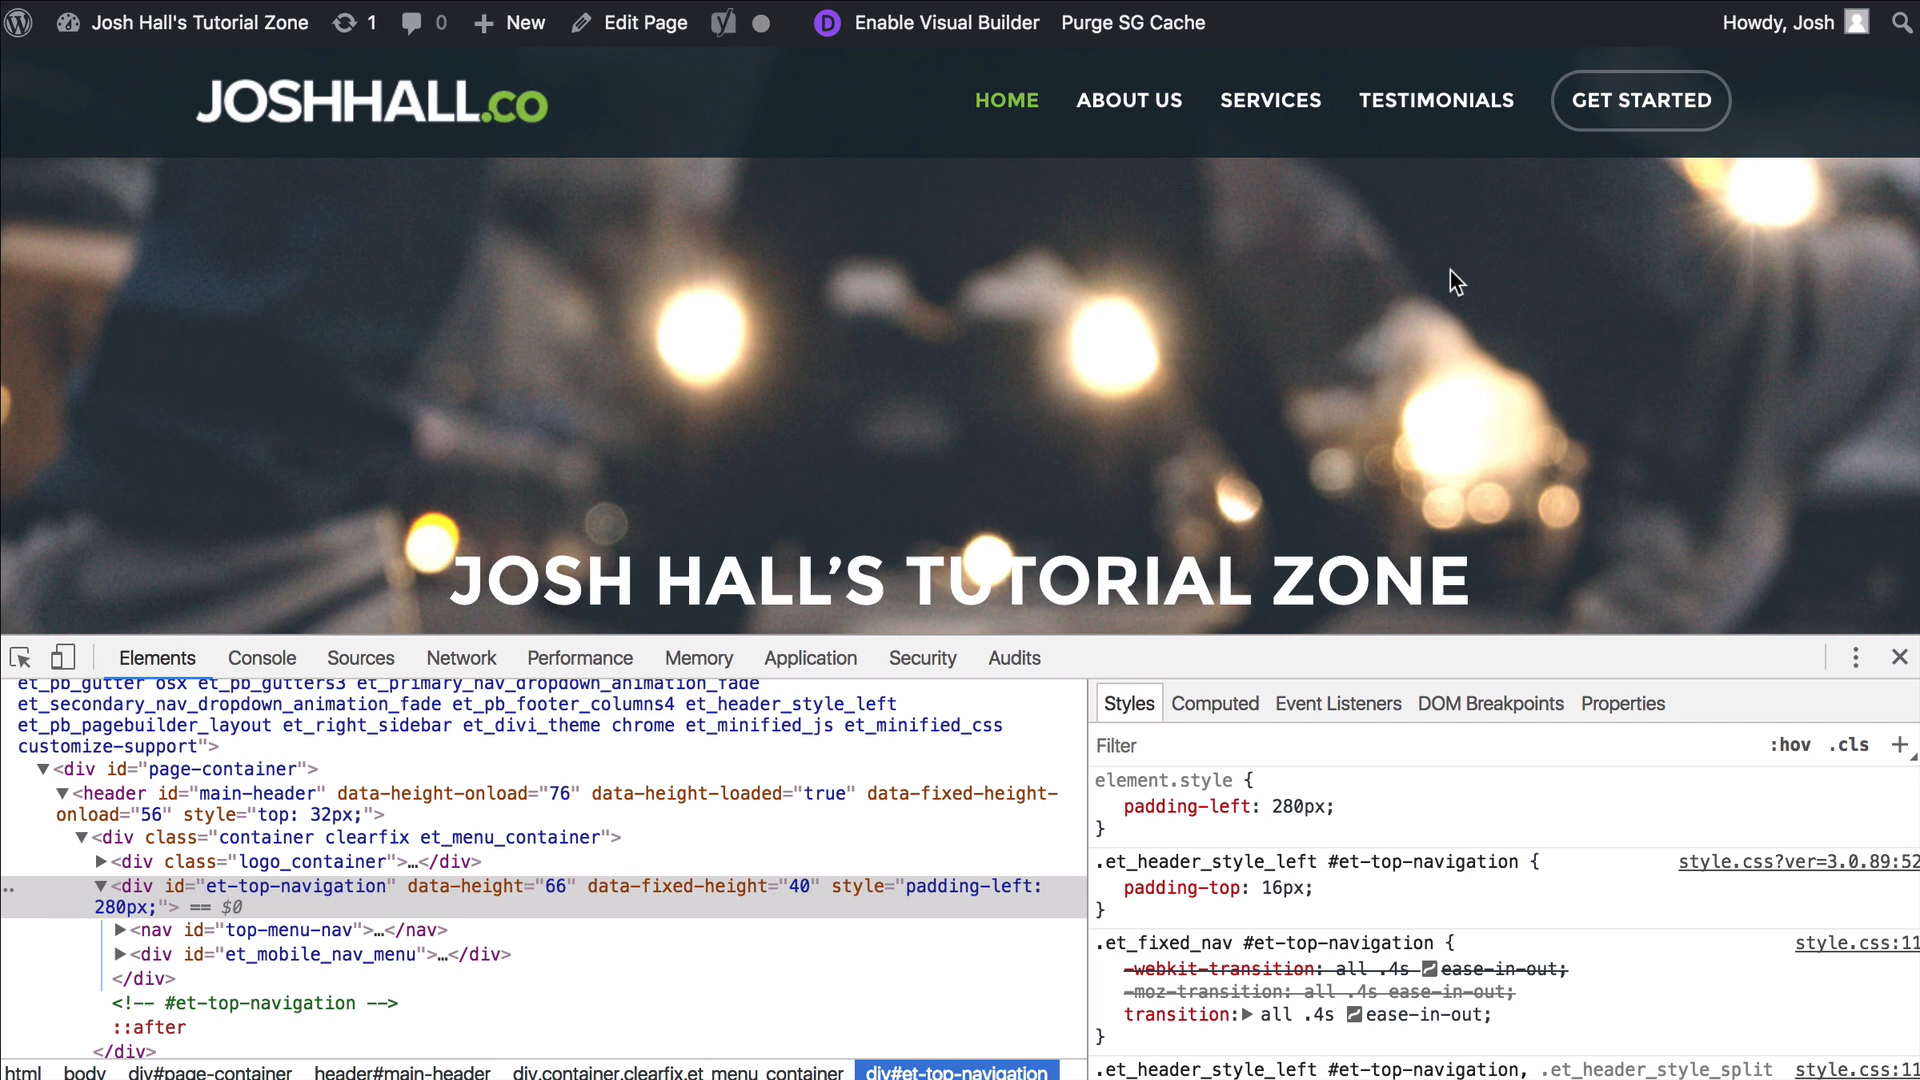 Josh Hall's Tutorial Zone 1 0 New Edit Page Enable Visual Builder Purge SG Cache Howdy, Josh
JOSHHALL.CO HOME ABOUT US SERVICES TESTIMONIALS GET STARTED
JOSH HALL’S TUTORIAL ZONE
Elements Console Sources Network Performance Memory Application Security Audits
et_pb_gutter osx et_pb_gutters3 et_primary_nav_dropdown_animation_fade
et_secondary_nav_dropdown_animation_fade et_pb_footer_columns4 et_header_style_left
et_pb_pagebuilder_layout et_right_sidebar et_divi_theme chrome et_minified_js et_minified_css
customize-support">
<div id="page-container">
<header id="main-header" data-height-onload="76" data-height-loaded="true" data-fixed-height-
onload="56" style="top: 32px;">
<div class="container clearfix et_menu_container">
<div class="logo_container">…</div>
<div id="et-top-navigation" data-height="66" data-fixed-height="40" style="padding-left:
280px;"> == $0
<nav id="top-menu-nav">…</nav>
<div id="et_mobile_nav_menu">…</div>
</div>
<!-- #et-top-navigation -->
::after
</div>
html body div#page-container header#main-header div.container.clearfix.et_menu_container div#et-top-navigation
Styles Computed Event Listeners DOM Breakpoints Properties
Filter :hov .cls +
element.style {
padding-left: 280px;
}
.et_header_style_left #et-top-navigation { style.css?ver=3.0.89:52
padding-top: 16px;
}
.et_fixed_nav #et-top-navigation { style.css:11
-webkit-transition: all .4s ease-in-out;
-moz-transition: all .4s ease-in-out;
transition: all .4s ease-in-out;
}
.et_header_style_left #et-top-navigation, .et_header_style_split style.css:11